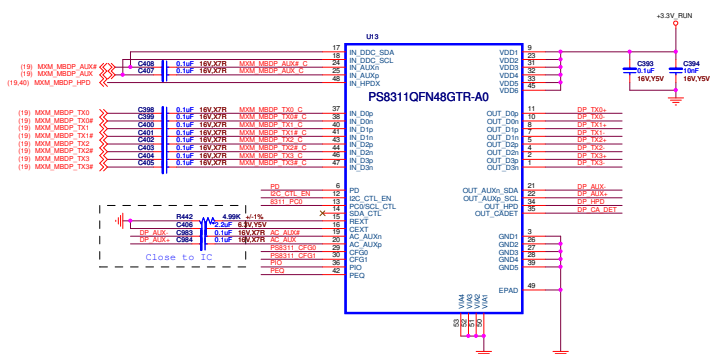 +3.3V_RUN
U13
PS8311QFN48GTR-A0
17 IN_DDC_SDA
18 IN_DDC_SCL
(19) MXM_MBDP_AUX# C408 0.1uF 16V,X7R MXM_MBDP_AUX#_C 24 IN_AUXn
(19) MXM_MBDP_AUX C407 0.1uF 16V,X7R MXM_MBDP_AUX_C 25 IN_AUXp
(19,40) MXM_MBDP_HPD 48 IN_HPDX
VDD1 9
VDD2 23
VDD3 31
VDD4 32
VDD5 33
VDD6 45
C393
0.1uF
16V,Y5V
C394
10nF
16V,Y5V
(19) MXM_MBDP_TX0 C398 0.1uF 16V,X7R MXM_MBDP_TX0_C 37 IN_D0p
(19) MXM_MBDP_TX0# C399 0.1uF 16V,X7R MXM_MBDP_TX0#_C 38 IN_D0n
(19) MXM_MBDP_TX1 C400 0.1uF 16V,X7R MXM_MBDP_TX1_C 40 IN_D1p
(19) MXM_MBDP_TX1# C401 0.1uF 16V,X7R MXM_MBDP_TX1#_C 41 IN_D1n
(19) MXM_MBDP_TX2 C402 0.1uF 16V,X7R MXM_MBDP_TX2_C 43 IN_D2p
(19) MXM_MBDP_TX2# C403 0.1uF 16V,X7R MXM_MBDP_TX2#_C 44 IN_D2n
(19) MXM_MBDP_TX3 C404 0.1uF 16V,X7R MXM_MBDP_TX3_C 46 IN_D3p
(19) MXM_MBDP_TX3# C405 0.1uF 16V,X7R MXM_MBDP_TX3#_C 47 IN_D3n
OUT_D0p 11 DP_TX0+
OUT_D0n 10 DP_TX0-
OUT_D1p 8 DP_TX1+
OUT_D1n 7 DP_TX1-
OUT_D2p 5 DP_TX2+
OUT_D2n 4 DP_TX2-
OUT_D3p 2 DP_TX3+
OUT_D3n 1 DP_TX3-
PD 6 PD
I2C_CTL_EN 12 I2C_CTL_EN
8311_PC0 13 PC0/SCL_CTL
14 SDA_CTL
R442 4.99K +/-1% 15 REXT
C406 2.2uF 6.3V,Y5V 16 CEXT
DP_AUX- C983 0.1uF 16V,X7R AC_AUX# 19 AC_AUXn
DP_AUX+ C984 0.1uF 16V,X7R AC_AUX 20 AC_AUXp
PS8311_CFG0 29 CFG0
PS8311_CFG1 30 CFG1
PIO 36 PIO
PEQ 42 PEQ
Close to IC
OUT_AUXn_SDA 21 DP_AUX-
OUT_AUXp_SCL 22 DP_AUX+
OUT_HPD 34 DP_HPD
OUT_CADET 35 DP_CA_DET
GND1 3
GND2 26
GND3 27
GND4 28
GND5 39
EPAD 49
VIA4 VIA3 VIA2 VIA1
53 52 51 50